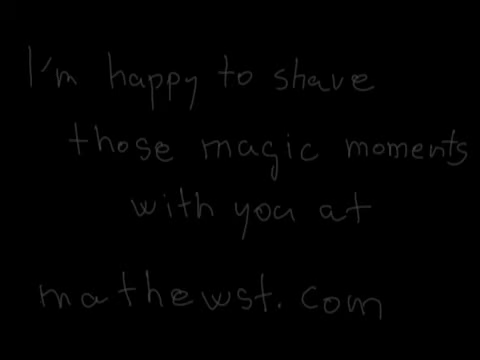 I'm happy to share
those magic moments
with you at
mathewst.com